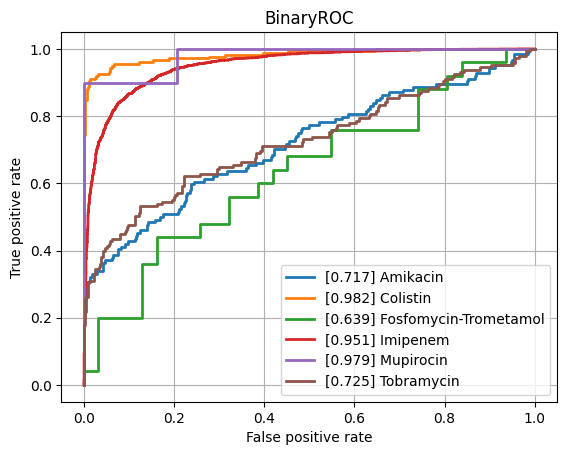 BinaryROC
True positive rate
1.0
0.8
0.6
0.4
0.2
0.0
[0.717] Amikacin
[0.982] Colistin
[0.639] Fosfomycin-Trometamol
[0.951] Imipenem
[0.979] Mupirocin
[0.725] Tobramycin
0.0 0.2 0.4 0.6 0.8 1.0
False positive rate